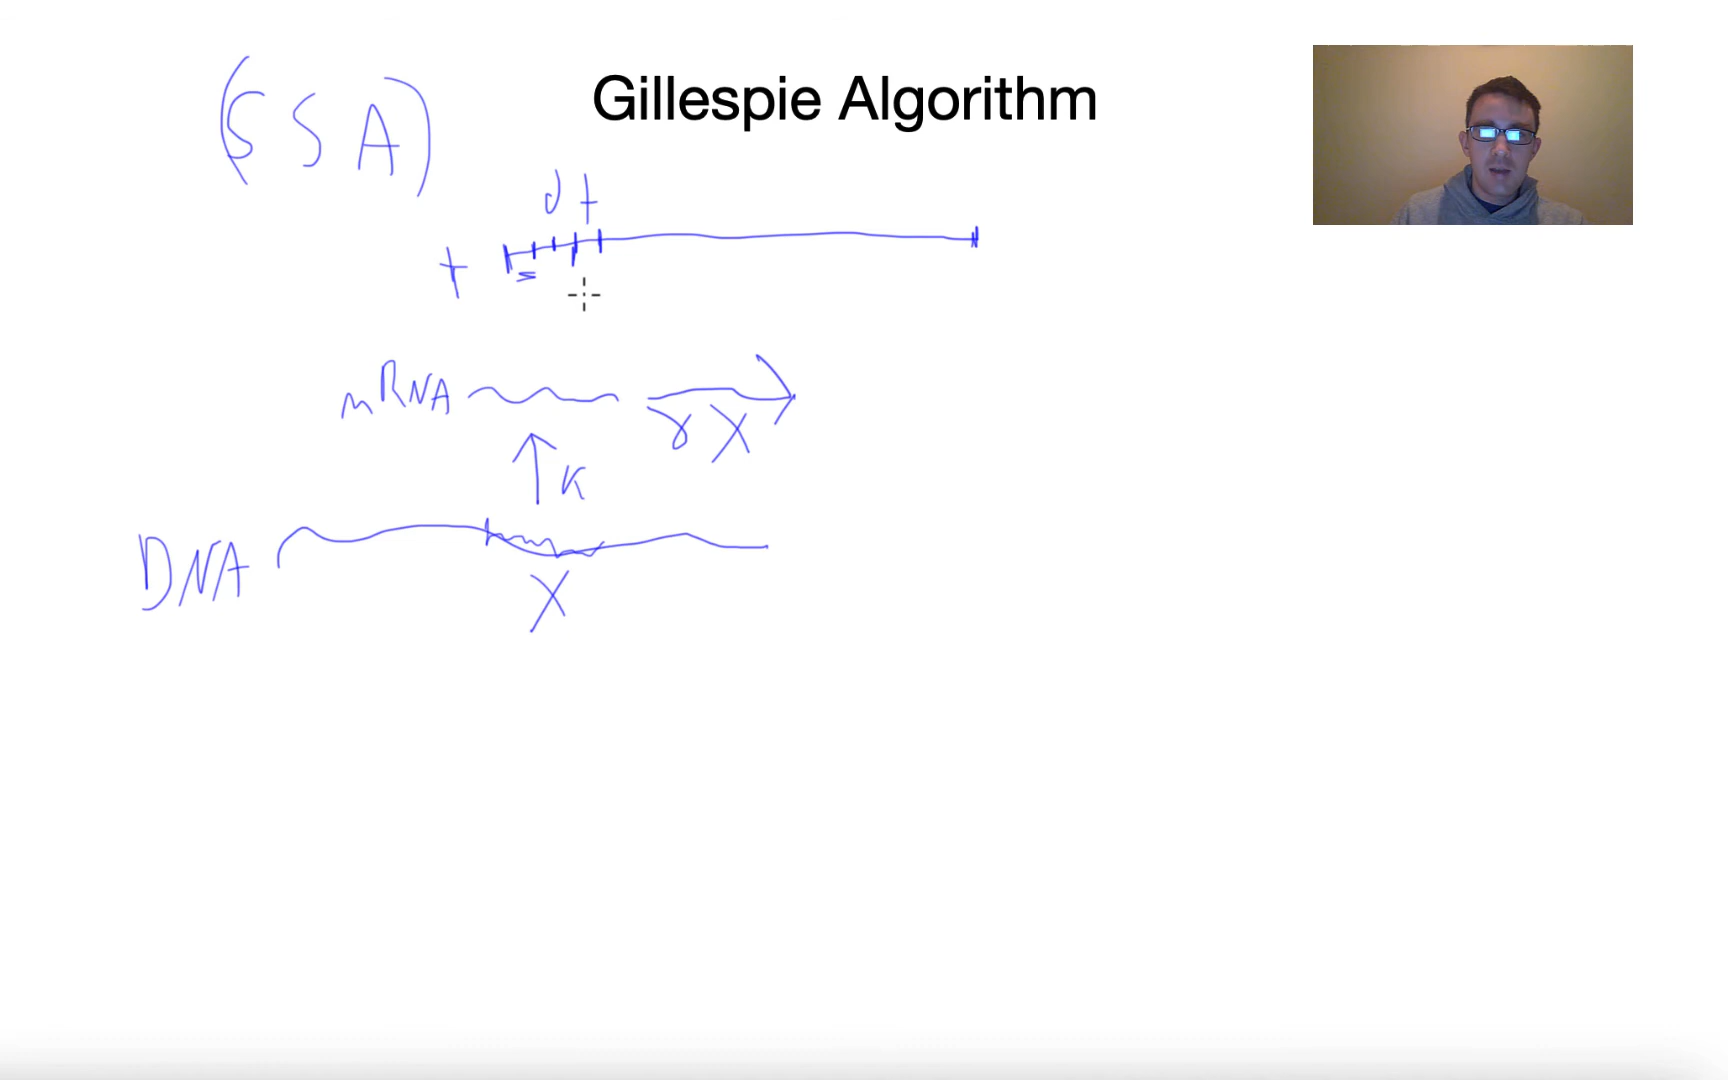 (SSA)
Gillespie Algorithm
dt
t
mRNA
γX
K
DNA
X